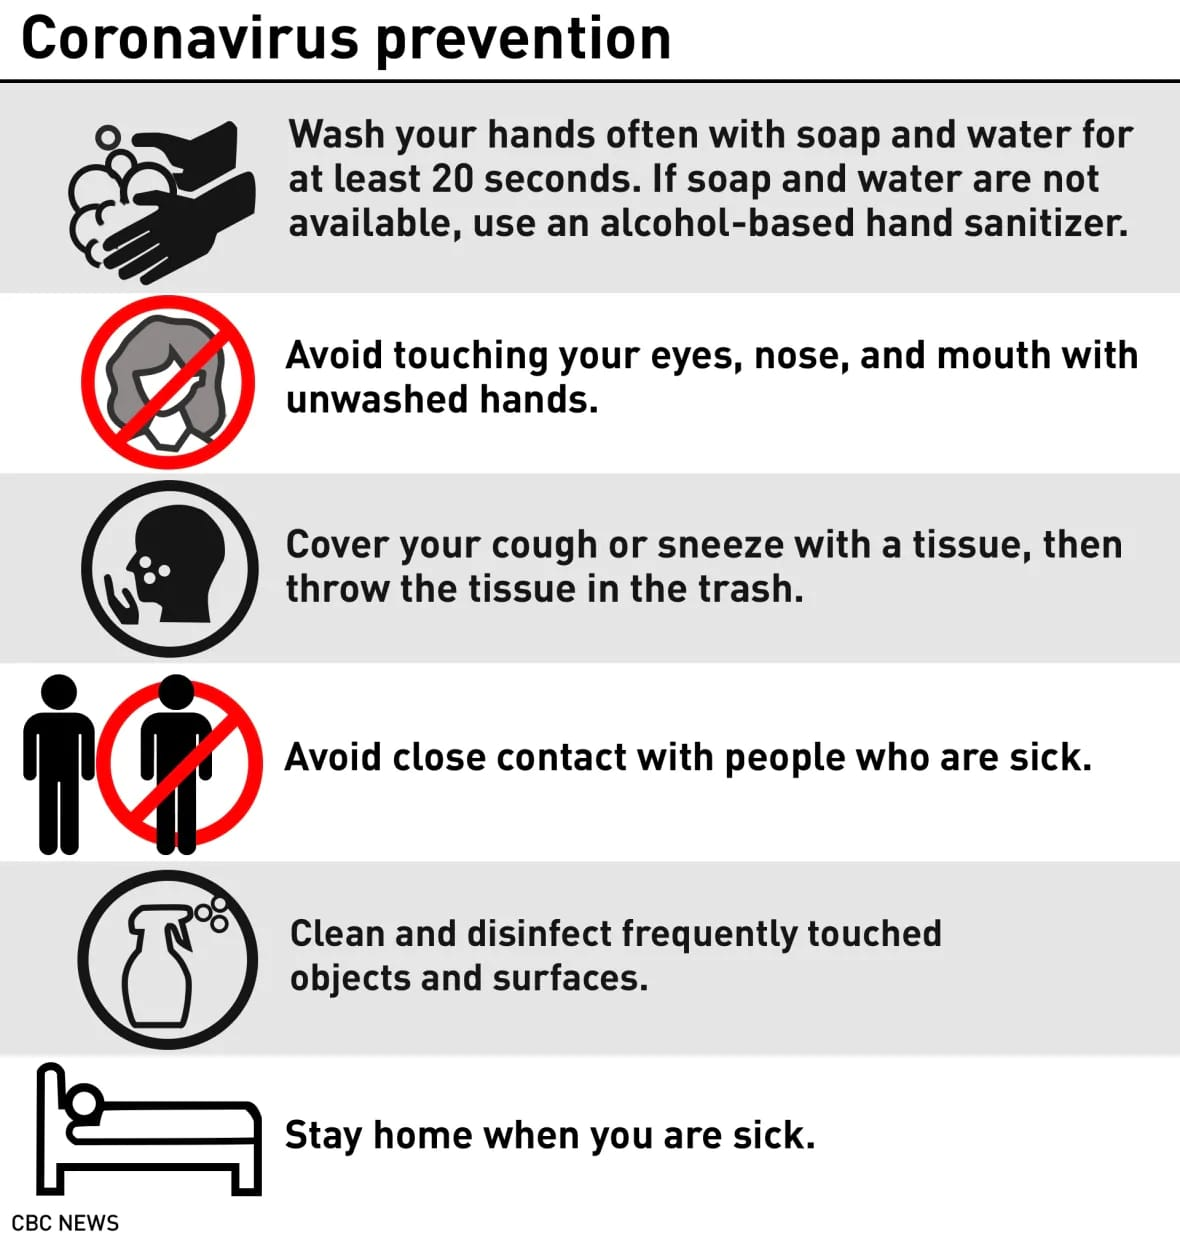 Coronavirus prevention
Wash your hands often with soap and water for
at least 20 seconds. If soap and water are not
available, use an alcohol-based hand sanitizer.
Avoid touching your eyes, nose, and mouth with
unwashed hands.
Cover your cough or sneeze with a tissue, then
throw the tissue in the trash.
Avoid close contact with people who are sick.
Clean and disinfect frequently touched
objects and surfaces.
Stay home when you are sick.
CBC NEWS